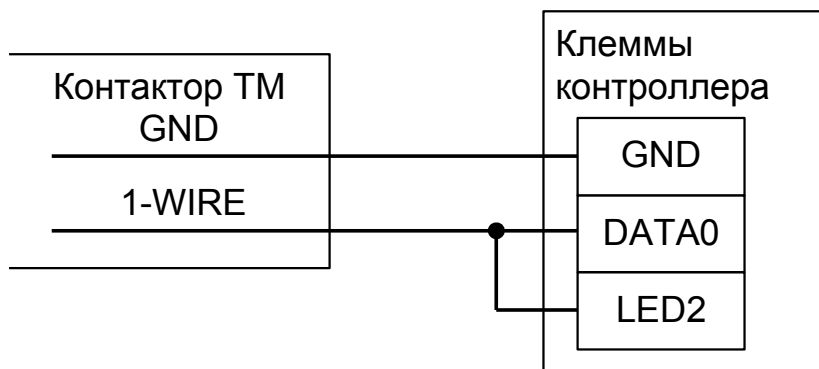 Контактор ТМ
GND
1-WIRE
Клеммы
контроллера
GND
DATA0
LED2